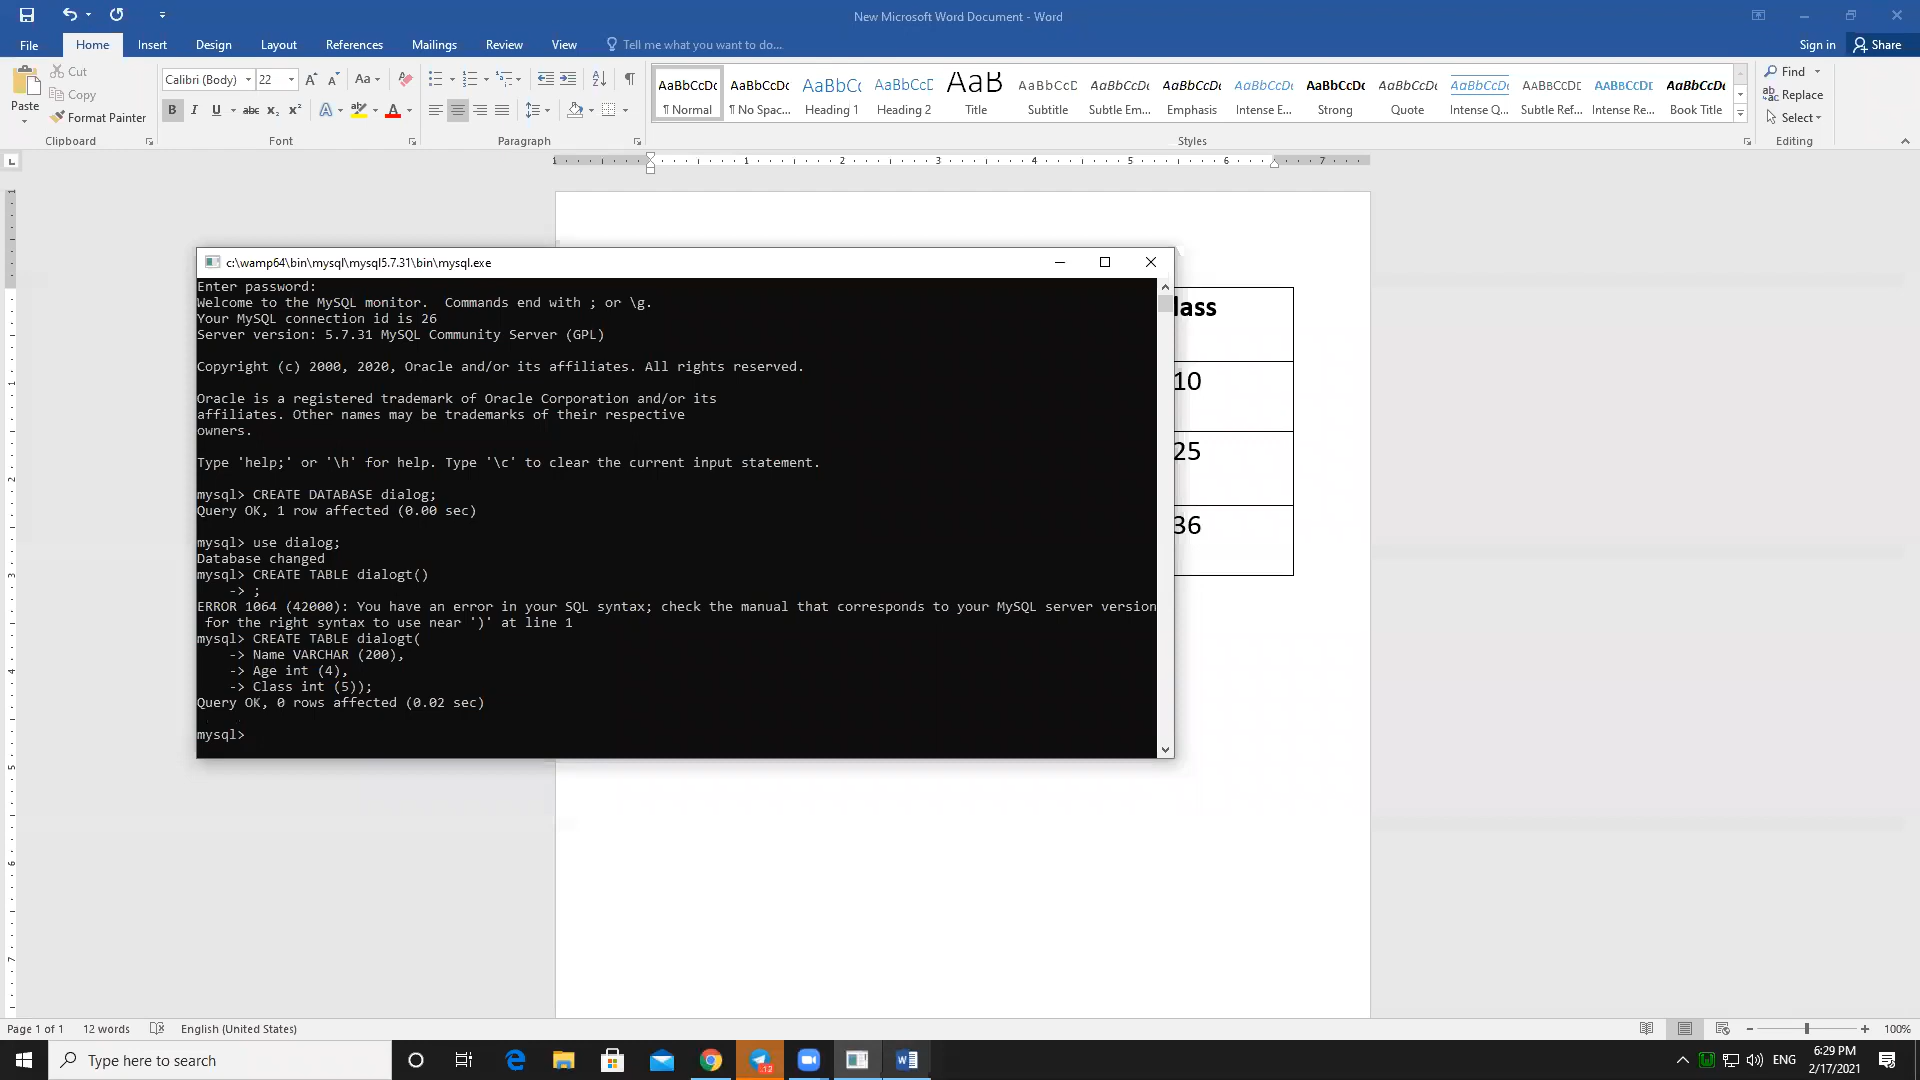 New Microsoft Word Document - Word
File Home Insert Design Layout References Mailings Review View Tell me what you want to do... Sign in Share
Paste Cut Copy Format Painter
Calibri (Body) 22
AaBbCcDc AaBbCcDc AaBbCc AaBbCcC AaB AaBbCcC AaBbCcDc AaBbCcDc AaBbCcDc AaBbCcDc AaBbCcDc AaBbCcDc AABBCCDC AABBCCDC AaBbCcDc
¶ Normal ¶ No Spac... Heading 1 Heading 2 Title Subtitle Subtle Em... Emphasis Intense E... Strong Quote Intense Q... Subtle Ref... Intense Re... Book Title
Find
Replace
Select
Clipboard Font Paragraph Styles Editing
1 1 2 3 4 5 6 7
c:\wamp64\bin\mysql\mysql5.7.31\bin\mysql.exe
Enter password:
Welcome to the MySQL monitor.  Commands end with ; or \g.
Your MySQL connection id is 26
Server version: 5.7.31 MySQL Community Server (GPL)
Copyright (c) 2000, 2020, Oracle and/or its affiliates. All rights reserved.
Oracle is a registered trademark of Oracle Corporation and/or its
affiliates. Other names may be trademarks of their respective
owners.
Type 'help;' or '\h' for help. Type '\c' to clear the current input statement.
mysql> CREATE DATABASE dialog;
Query OK, 1 row affected (0.00 sec)
mysql> use dialog;
Database changed
mysql> CREATE TABLE dialogt()
    -> ;
ERROR 1064 (42000): You have an error in your SQL syntax; check the manual that corresponds to your MySQL server version
 for the right syntax to use near ')' at line 1
mysql> CREATE TABLE dialogt(
    -> Name VARCHAR (200),
    -> Age int (4),
    -> Class int (5));
Query OK, 0 rows affected (0.02 sec)
mysql>
lass
10
25
36
Page 1 of 1 12 words English (United States) 100%
Type here to search
ENG
6:29 PM
2/17/2021